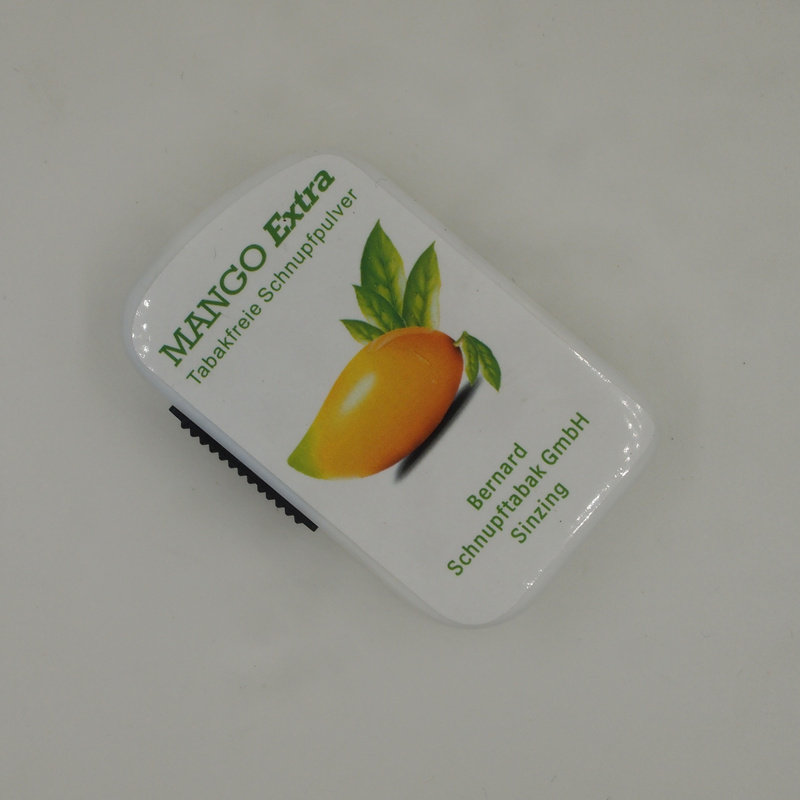 MANGO Extra
Tabakfreie Schnupfpulver
Bernard
Schnupftabak GmbH
Sinzing